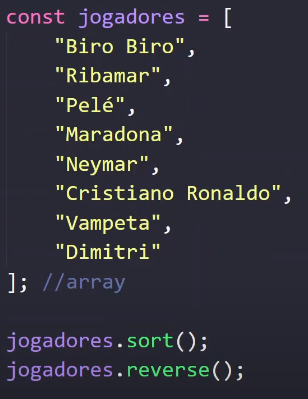 const jogadores = [
    "Biro Biro",
    "Ribamar",
    "Pelé",
    "Maradona",
    "Neymar",
    "Cristiano Ronaldo",
    "Vampeta",
    "Dimitri"
]; //array

jogadores.sort();
jogadores.reverse();